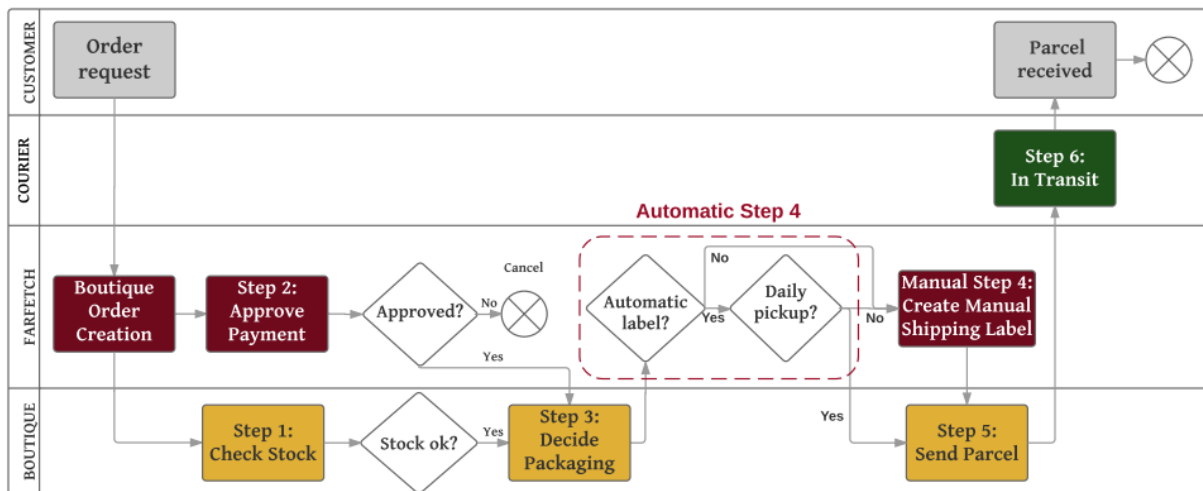 CUSTOMER
Order
request
Parcel
received
COURIER
Step 6:
In Transit
Automatic Step 4
FARFETCH
Boutique
Order
Creation
Step 2:
Approve
Payment
Approved?
No
Cancel
Yes
Automatic
label?
No
Yes
Daily
pickup?
No
Manual Step 4:
Create Manual
Shipping Label
BOUTIQUE
Step 1:
Check Stock
Stock ok?
Yes
Step 3:
Decide
Packaging
Yes
Step 5:
Send Parcel